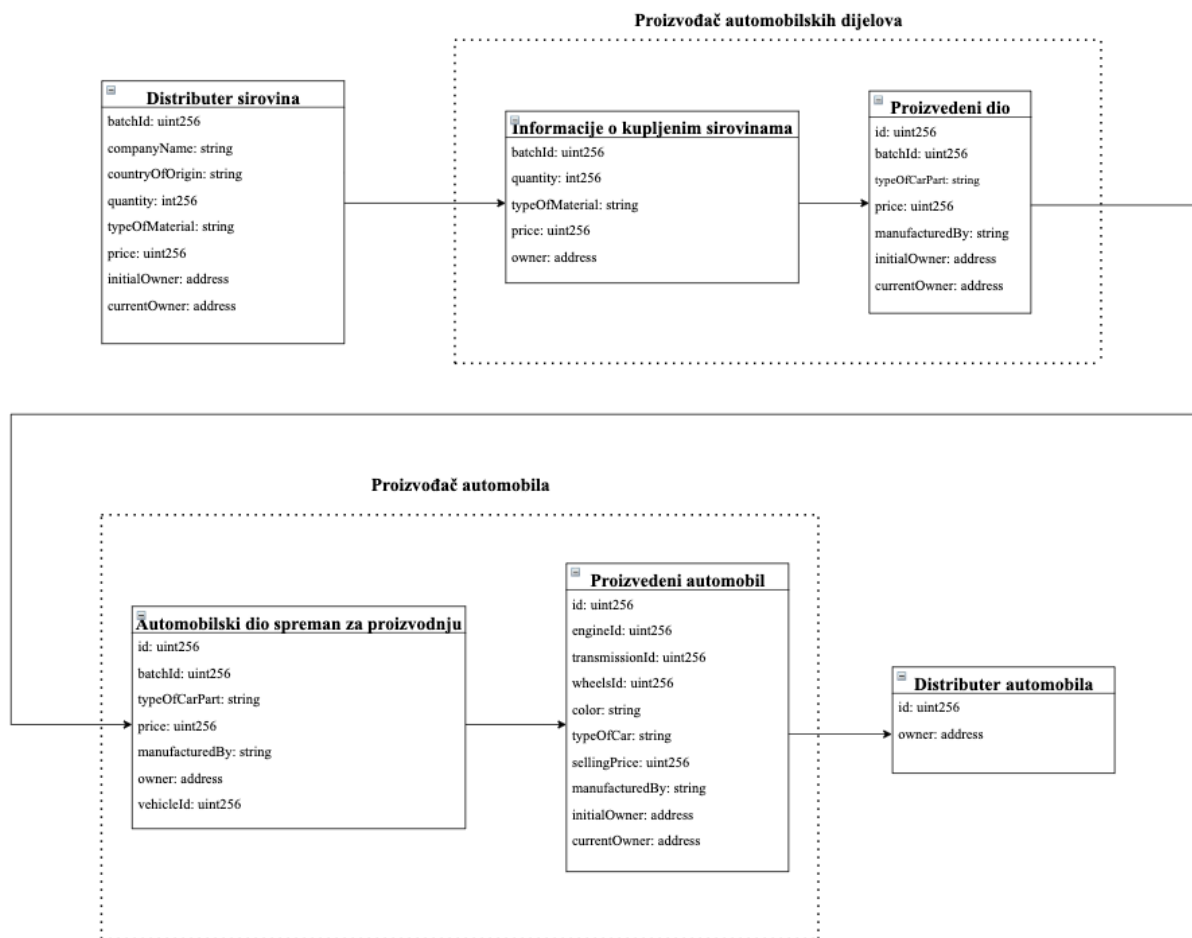 Proizvođač automobilskih dijelova
Distributer sirovina
batchId: uint256
companyName: string
countryOfOrigin: string
quantity: int256
typeOfMaterial: string
price: uint256
initialOwner: address
currentOwner: address
Informacije o kupljenim sirovinama
batchId: uint256
quantity: int256
typeOfMaterial: string
price: uint256
owner: address
Proizvedeni dio
id: uint256
batchId: uint256
typeOfCarPart: string
price: uint256
manufacturedBy: string
initialOwner: address
currentOwner: address
Proizvođač automobila
Automobilski dio spreman za proizvodnju
id: uint256
batchId: uint256
typeOfCarPart: string
price: uint256
manufacturedBy: string
owner: address
vehicleId: uint256
Proizvedeni automobil
id: uint256
engineId: uint256
transmissionId: uint256
wheelsId: uint256
color: string
typeOfCar: string
sellingPrice: uint256
manufacturedBy: string
initialOwner: address
currentOwner: address
Distributer automobila
id: uint256
owner: address